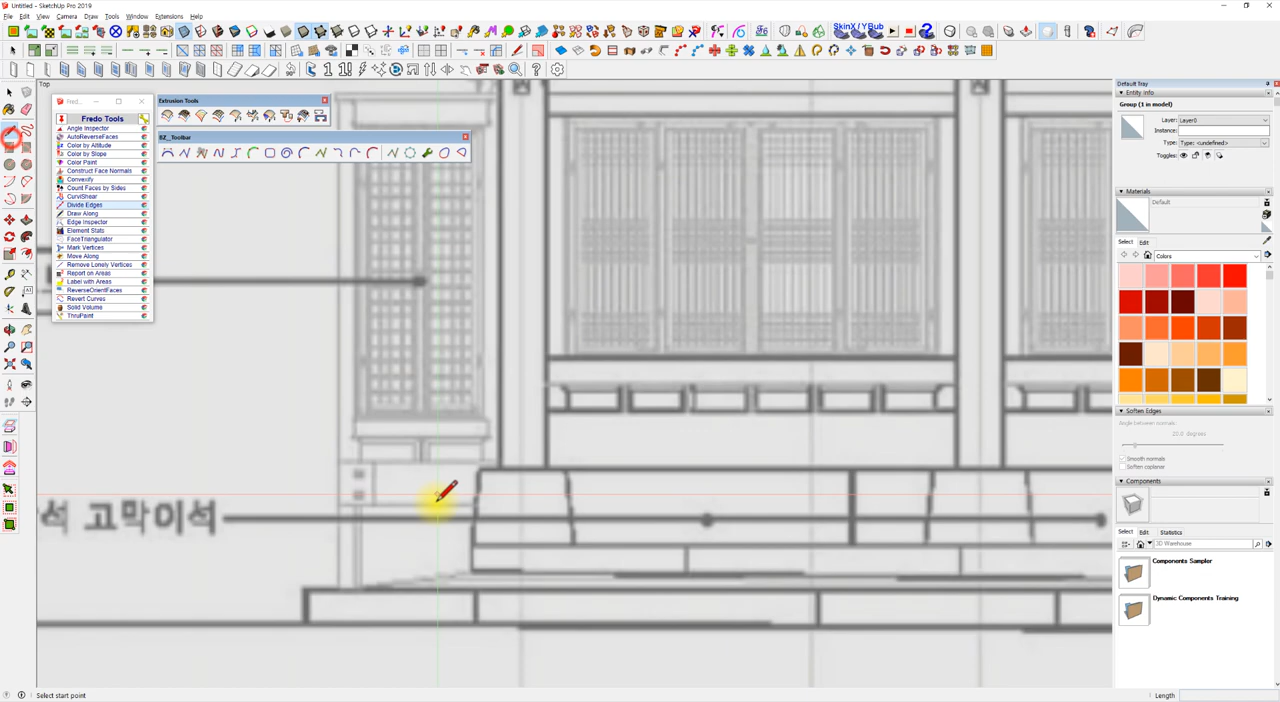 Untitled - SketchUp Pro 2019
File Edit View Camera Draw Tools Window Extensions Help
SkinX/YBub
Top
Default Tray
Entity Info
Group (1 in model)
Layer: Layer0
Instance:
Type: Type: <undefined>
Toggles:
Materials
Default
Select Edit
Colors
Soften Edges
Angle between normals:
20.0 degrees
Smooth normals
Soften coplanar
Components
Select Edit Statistics
3D Warehouse
Components Sampler
Dynamic Components Training
Fred...
Fredo Tools
Angle Inspector
AutoReverseFaces
Color by Altitude
Color by Slope
Color Paint
Construct Face Normals
Convexify
Count Faces by Sides
CurviShear
Divide Edges
Draw Along
Edge Inspector
Element Stats
FaceTriangulator
Mark Vertices
Move Along
Remove Lonely Vertices
Report on Areas
Label with Areas
ReverseOrientFaces
Revert Curves
Solid Volume
ThruPaint
Extrusion Tools
BZ__Toolbar
석 고막이석
Select start point
Length